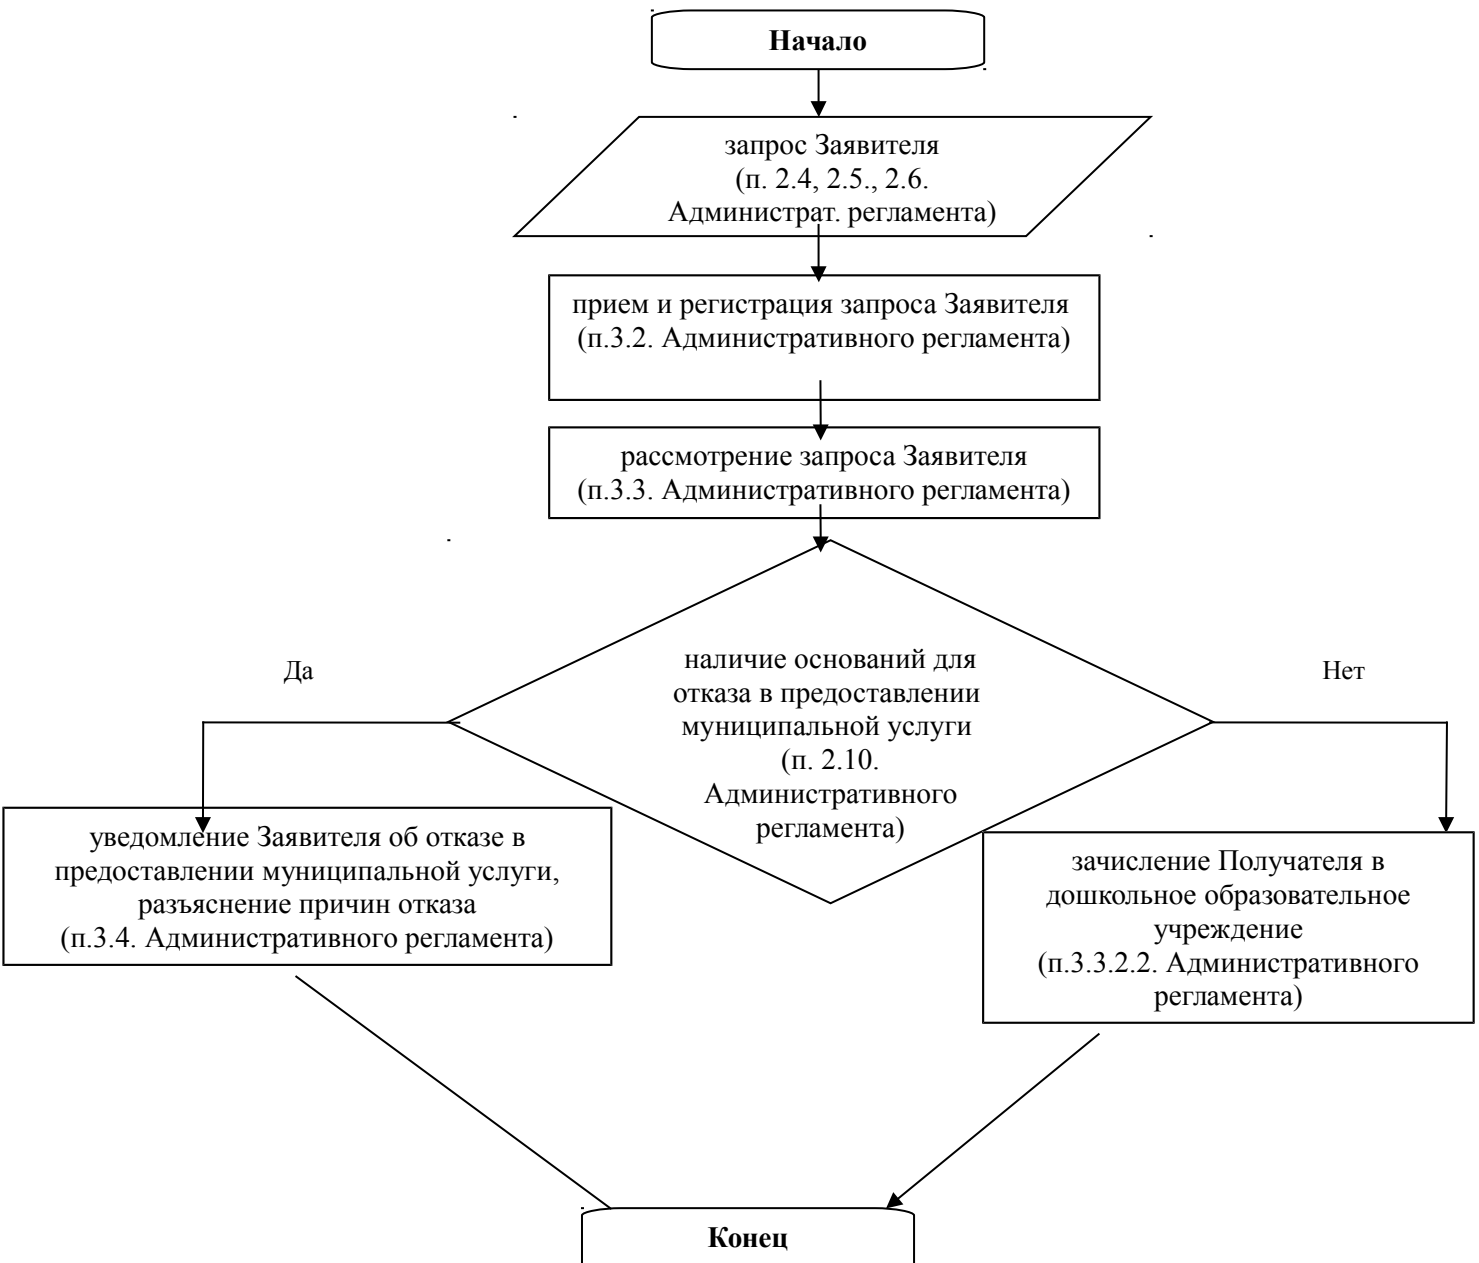 Начало
запрос Заявителя
(п. 2.4, 2.5., 2.6.
Администрат. регламента)
прием и регистрация запроса Заявителя
(п.3.2. Административного регламента)
рассмотрение запроса Заявителя
(п.3.3. Административного регламента)
Да
наличие оснований для
отказа в предоставлении
муниципальной услуги
(п. 2.10.
Административного
регламента)
Нет
уведомление Заявителя об отказе в
предоставлении муниципальной услуги,
разъяснение причин отказа
(п.3.4. Административного регламента)
зачисление Получателя в
дошкольное образовательное
учреждение
(п.3.3.2.2. Административного
регламента)
Конец